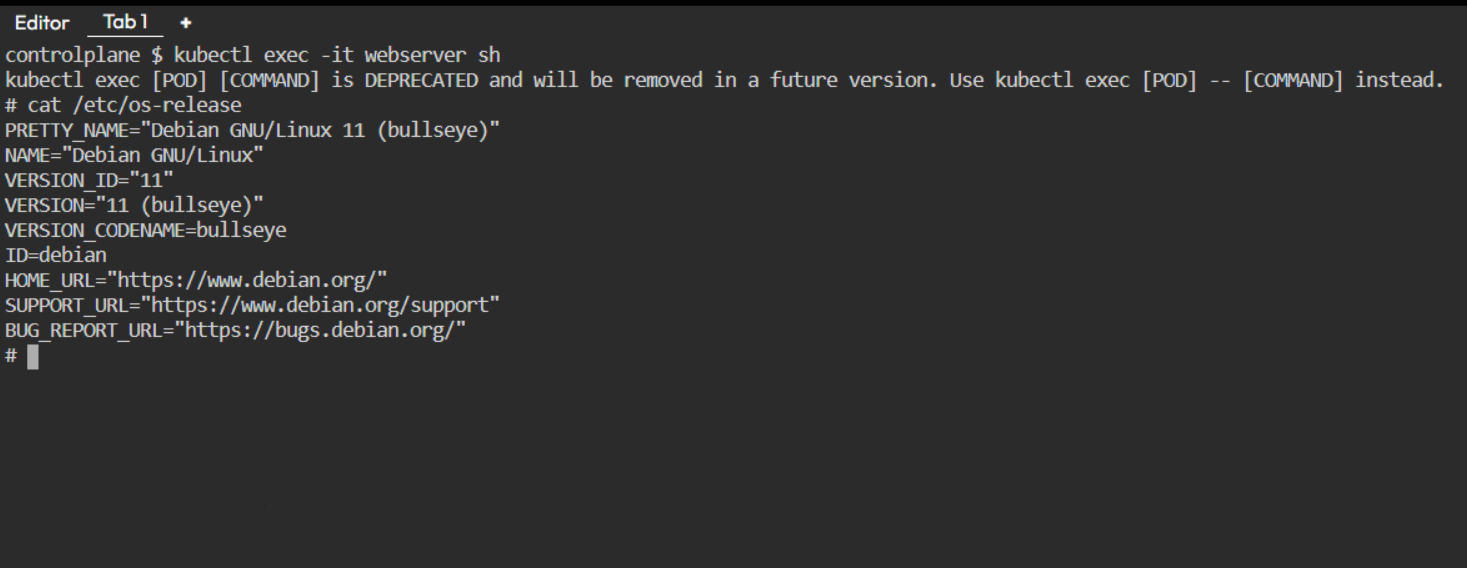 Editor Tab 1 +
controlplane $ kubectl exec -it webserver sh
kubectl exec [POD] [COMMAND] is DEPRECATED and will be removed in a future version. Use kubectl exec [POD] -- [COMMAND] instead.
# cat /etc/os-release
PRETTY_NAME="Debian GNU/Linux 11 (bullseye)"
NAME="Debian GNU/Linux"
VERSION_ID="11"
VERSION="11 (bullseye)"
VERSION_CODENAME=bullseye
ID=debian
HOME_URL="https://www.debian.org/"
SUPPORT_URL="https://www.debian.org/support"
BUG_REPORT_URL="https://bugs.debian.org/"
#